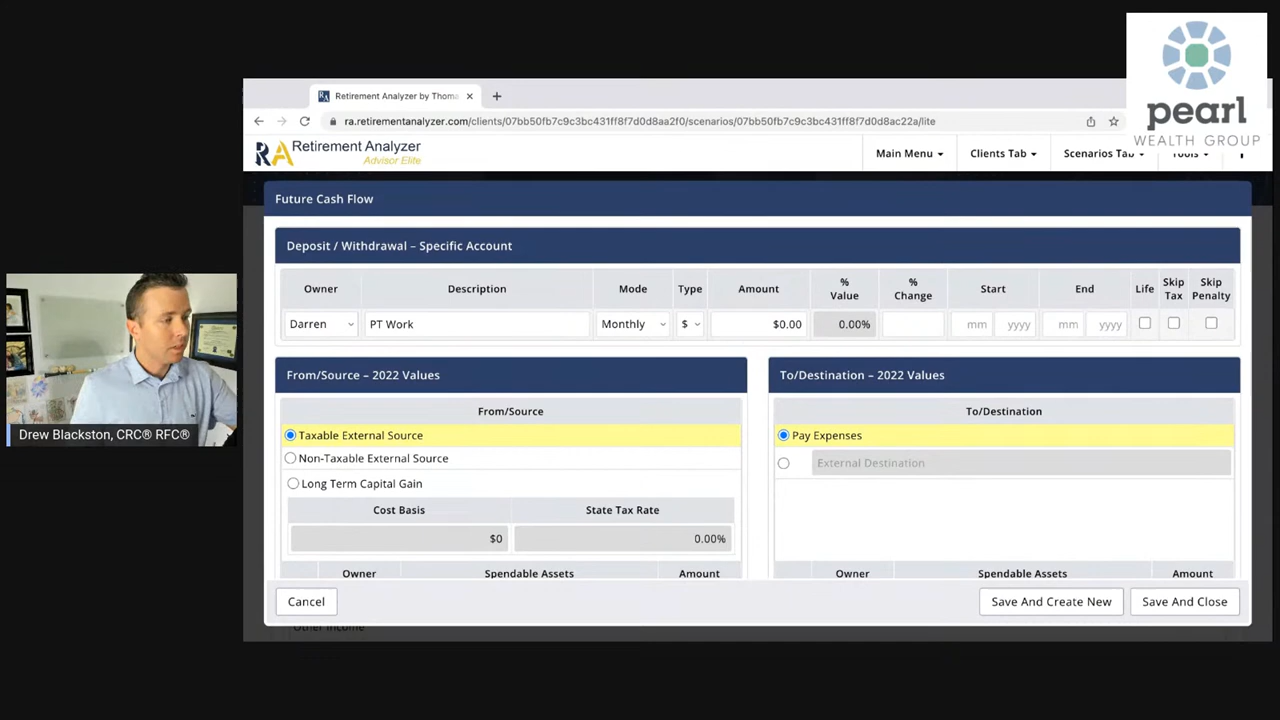 pearl
WEALTH GROUP
RA Retirement Analyzer by Thoma
ra.retirementanalyzer.com/clients/07bb50fb7c9c3bc431ff8f7d0d8aa2f0/scenarios/07bb50fb7c9c3bc431ff8f7d0d8ac22a/lite
RA Retirement Analyzer
Advisor Elite
Main Menu Clients Tab Scenarios Tab Tools
Future Cash Flow
Deposit / Withdrawal – Specific Account
Owner Description Mode Type Amount % Value % Change Start End Life Skip Tax Skip Penalty
Darren PT Work Monthly $ $0.00 0.00% mm yyyy mm yyyy
From/Source – 2022 Values To/Destination – 2022 Values
From/Source To/Destination
Taxable External Source Pay Expenses
Non-Taxable External Source External Destination
Long Term Capital Gain
Cost Basis State Tax Rate
$0 0.00%
Owner Spendable Assets Amount Owner Spendable Assets Amount
Cancel Save And Create New Save And Close
Other Income
Drew Blackston, CRC® RFC®